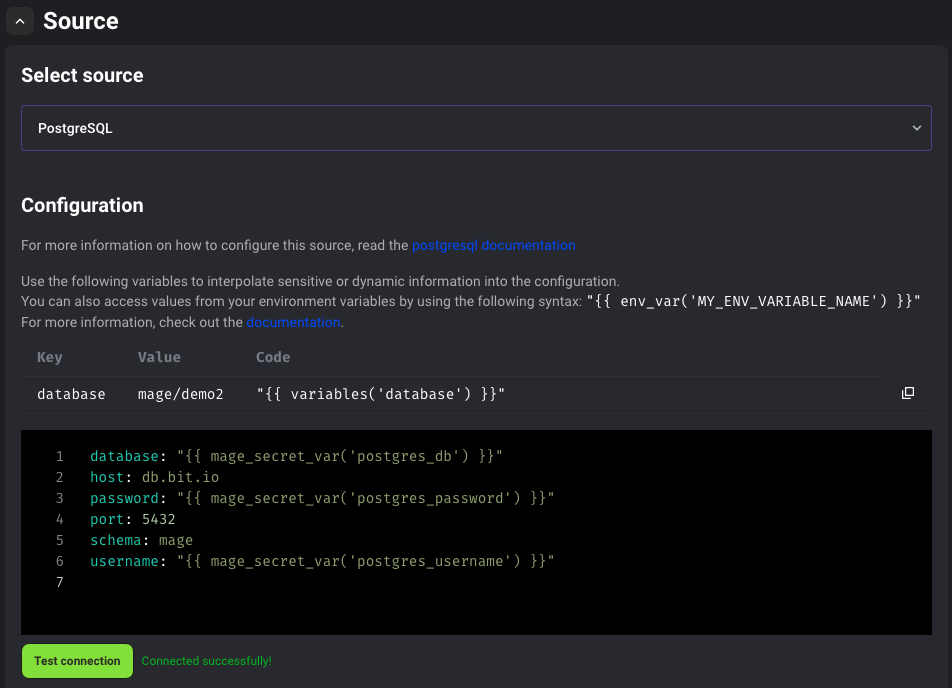 Source
Select source
PostgreSQL
Configuration
For more information on how to configure this source, read the postgresql documentation
Use the following variables to interpolate sensitive or dynamic information into the configuration.
You can also access values from your environment variables by using the following syntax: "{{ env_var('MY_ENV_VARIABLE_NAME') }}"
For more information, check out the documentation.
Key Value Code
database mage/demo2 "{{ variables('database') }}"
1 database: "{{ mage_secret_var('postgres_db') }}"
2 host: db.bit.io
3 password: "{{ mage_secret_var('postgres_password') }}"
4 port: 5432
5 schema: mage
6 username: "{{ mage_secret_var('postgres_username') }}"
7
Test connection Connected successfully!